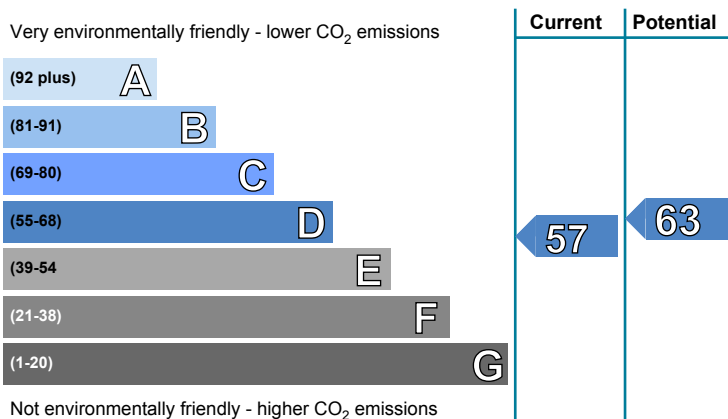 Current Potential
Very environmentally friendly - lower CO2 emissions
(92 plus) A
(81-91) B
(69-80) C
(55-68) D
57 63
(39-54 E
(21-38) F
(1-20) G
Not environmentally friendly - higher CO2 emissions